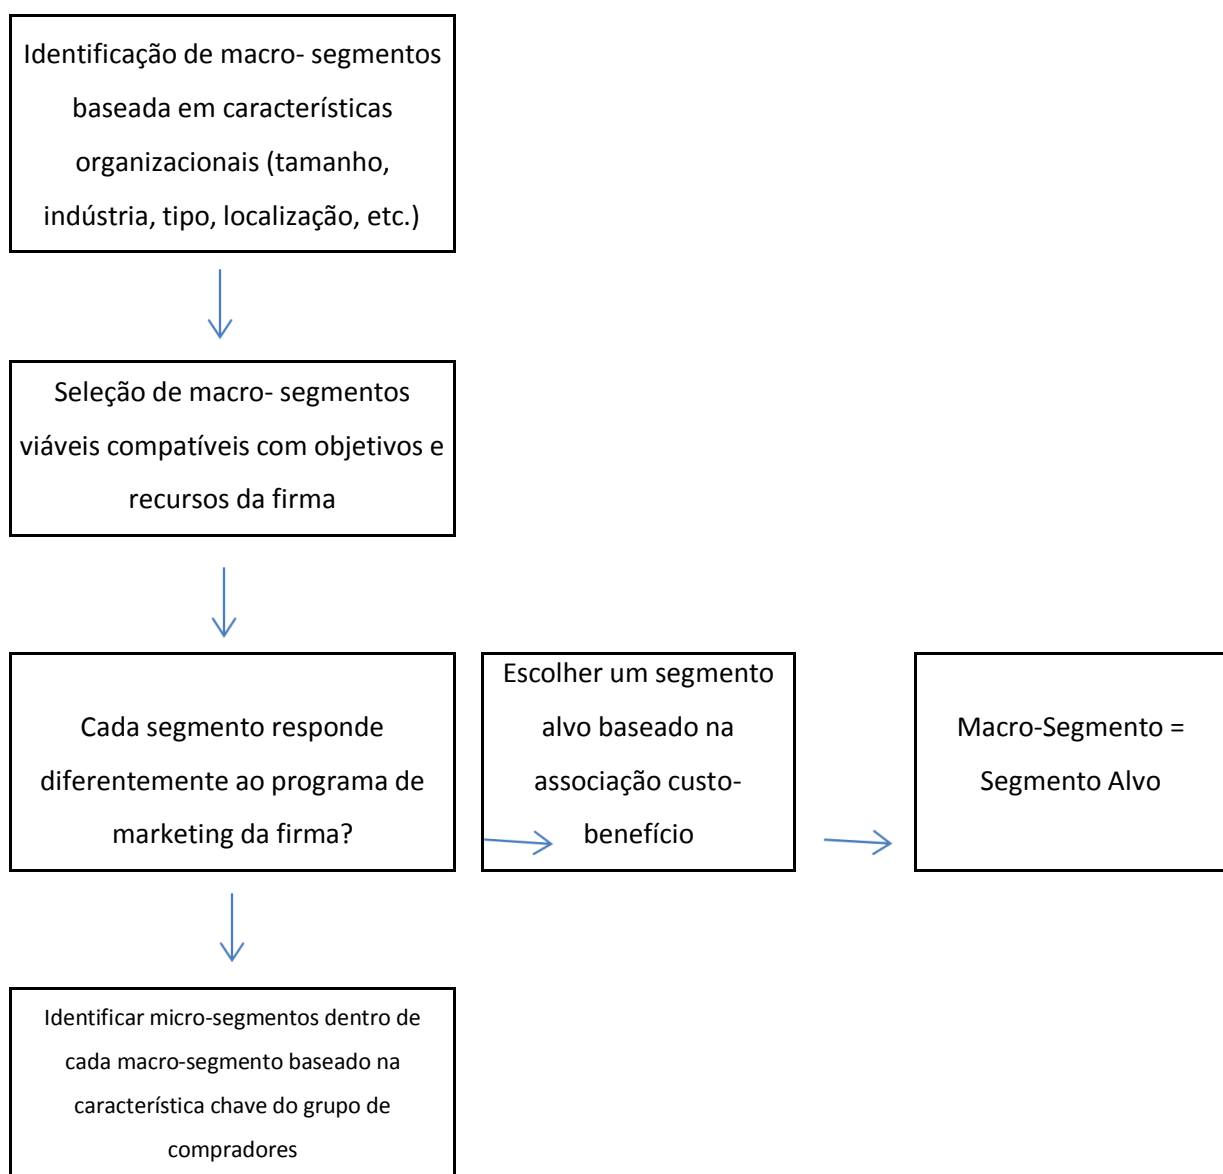 Identificação de macro- segmentos
baseada em característícas
organizacionais (tamanho,
indústria, tipo, localização, etc.)
Seleção de macro- segmentos
viáveis compatíveis com objetivos e
recursos da firma
Cada segmento responde
diferentemente ao programa de
marketing da firma?
Escolher um segmento
alvo baseado na
associação custo-
benefício
Macro-Segmento =
Segmento Alvo
Identificar micro-segmentos dentro de
cada macro-segmento baseado na
característica chave do grupo de
compradores